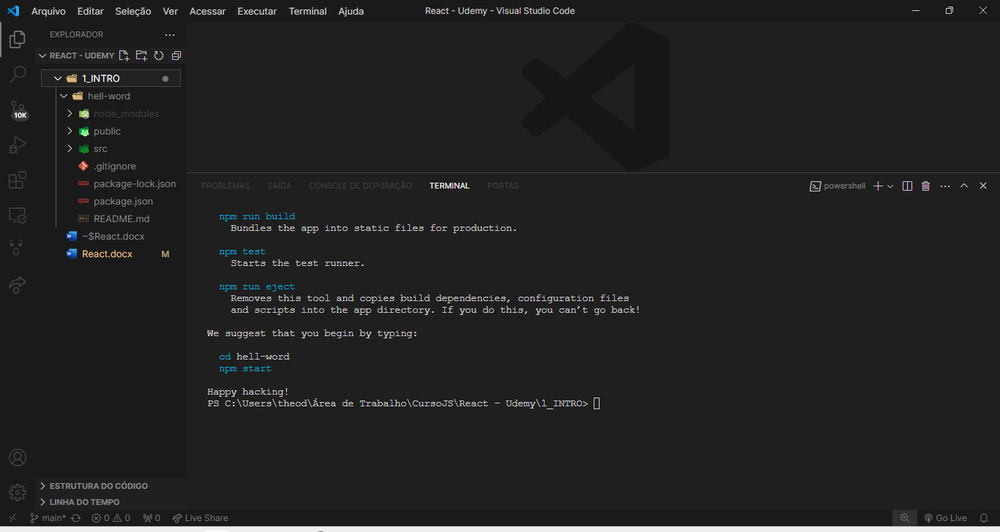 Arquivo Editar Seleção Ver Acessar Executar Terminal Ajuda
React - Udemy - Visual Studio Code
EXPLORADOR
REACT - UDEMY
1_INTRO
hell-word
node_modules
public
src
.gitignore
package-lock.json
package.json
README.md
~$React.docx
React.docx M
10K
ESTRUTURA DO CÓDIGO
LINHA DO TEMPO
PROBLEMAS SAÍDA CONSOLE DE DEPURAÇÃO TERMINAL PORTAS
powershell
npm run build
Bundles the app into static files for production.
npm test
Starts the test runner.
npm run eject
Removes this tool and copies build dependencies, configuration files
and scripts into the app directory. If you do this, you can't go back!
We suggest that you begin by typing:
cd hell-word
npm start
Happy hacking!
PS C:\Users\theod\Área de Trabalho\CursoJS\React - Udemy\1_INTRO>
main* 0 0 0 Live Share
Go Live